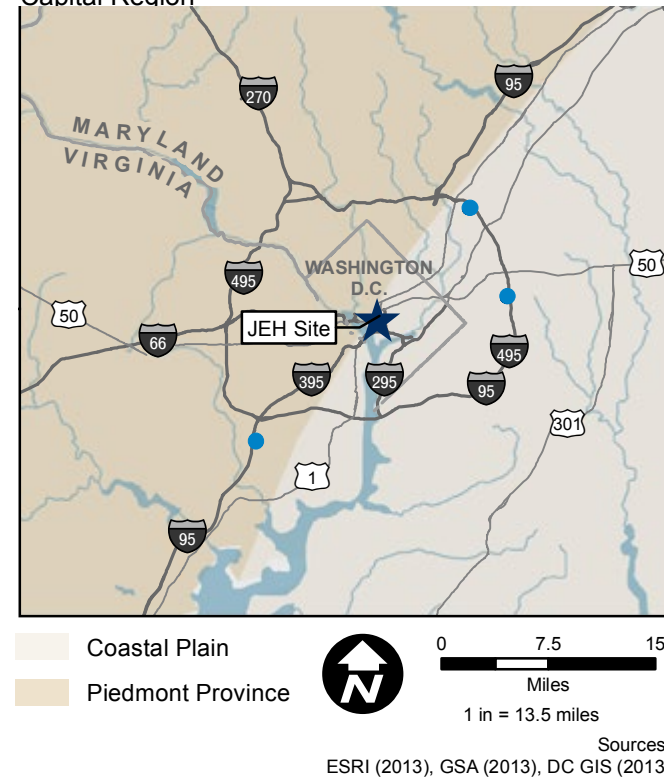 Capital Region
270
95
MARYLAND
VIRGINIA
495
WASHINGTON
D.C.
50
50
JEH Site
66
495
395
295
95
301
1
95
Coastal Plain
Piedmont Province
N
0 7.5 15
Miles
1 in = 13.5 miles
Sources
ESRI (2013), GSA (2013), DC GIS (2013